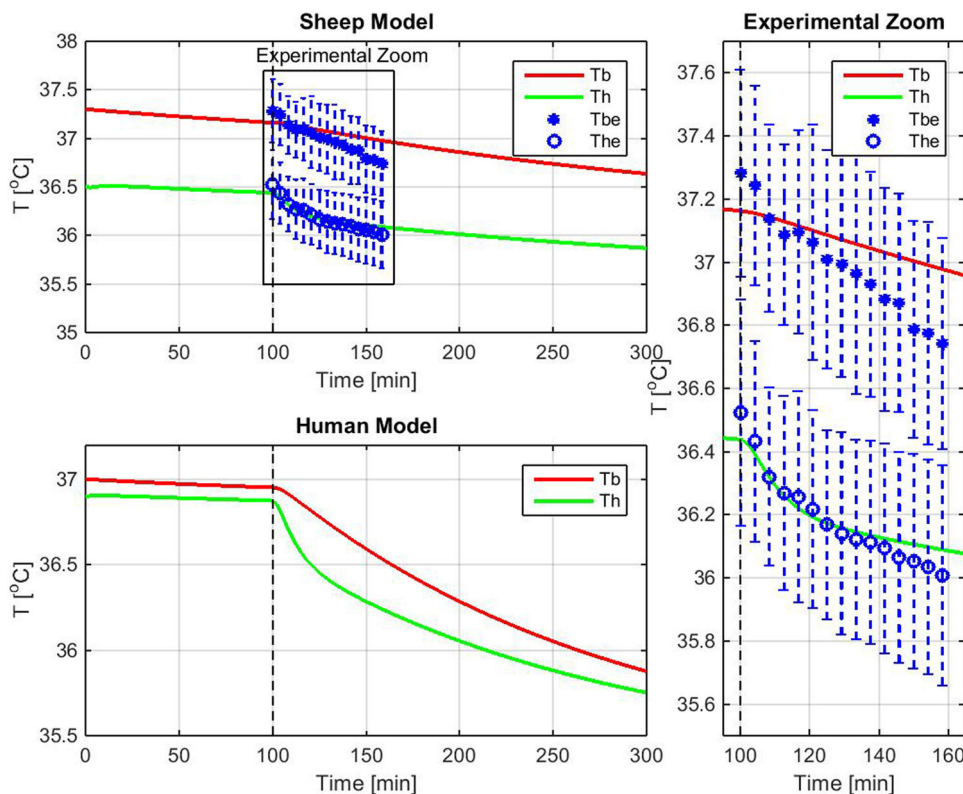 Sheep Model
Experimental Zoom
38
37.5
37
36.5
36
35.5
35
T [°C]
0
50
100
150
200
250
300
Time [min]
Tb
Th
Tbe
The
Human Model
37
36.5
36
35.5
T [°C]
0
50
100
150
200
250
300
Time [min]
Tb
Th
Experimental Zoom
37.6
37.4
37.2
37
36.8
36.6
36.4
36.2
36
35.8
35.6
T [°C]
100
120
140
160
Time [min]
Tb
Th
Tbe
The